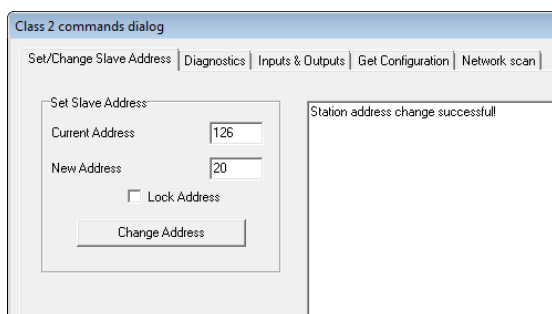 Class 2 commands dialog
Set/Change Slave Address Diagnostics Inputs & Outputs Get Configuration Network scan
Set Slave Address
Current Address 126
New Address 20
Lock Address
Change Address
Station address change successful!